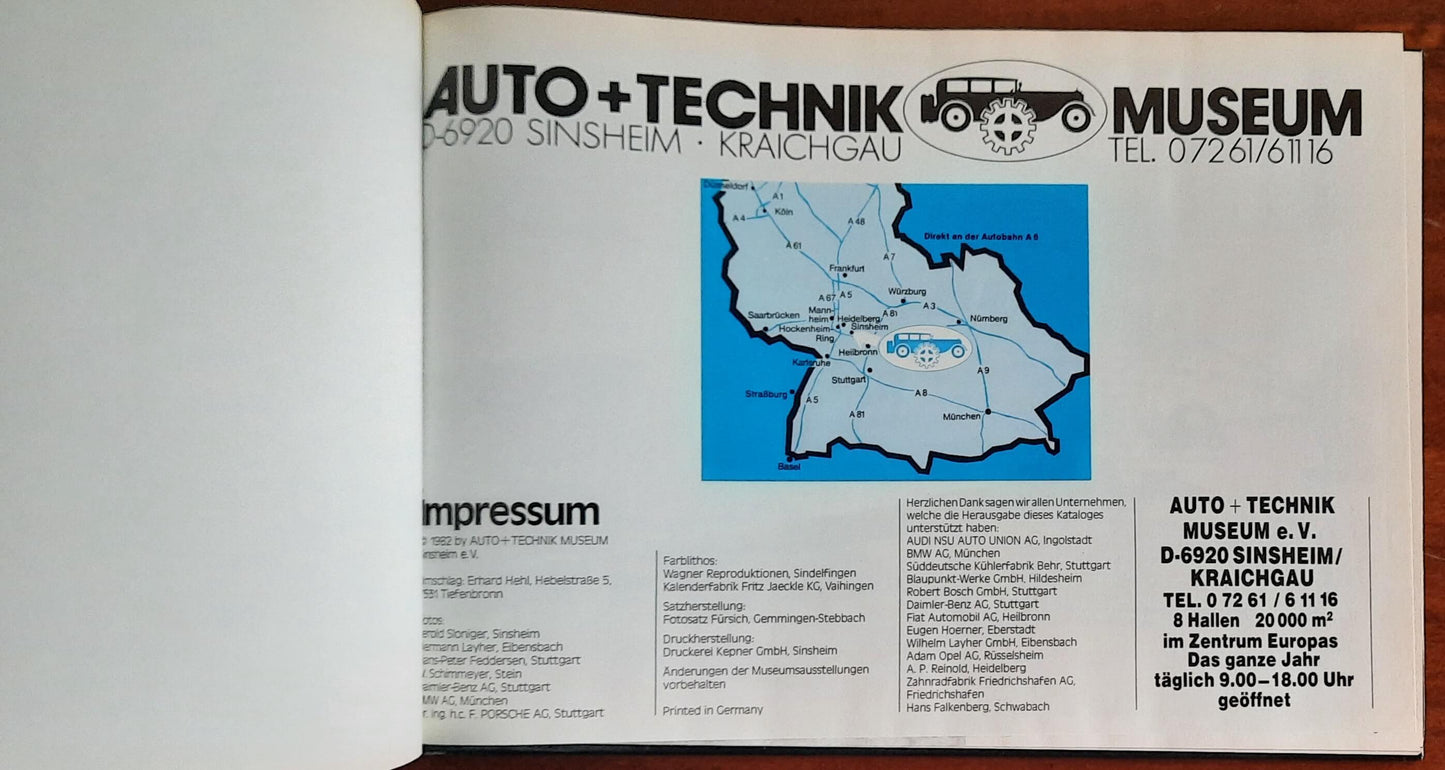 AUTO + TECHNIK MUSEUM
D-6920 SINSHEIM · KRAICHGAU TEL. 0 72 61/6 11 16
Düsseldorf
A 1
Köln
A 4
A 48
Direkt an der Autobahn A 6
A 61
A 7
Frankfurt
Würzburg
A 67
A 5
A 3
A 81
Saarbrücken
Mann-
heim
Heidelberg
Nürnberg
Hockenheim-
Ring
Sinsheim
Heilbronn
Karlsruhe
Stuttgart
A 9
Straßburg
A 5
A 8
A 81
München
Basel
Impressum
© 1982 by AUTO+TECHNIK MUSEUM
e.V.
Erhard Hehl, Hebelstraße 5,
Tiefenbronn
Sloniger, Sinsheim
Layher, Eibensbach
Feddersen, Stuttgart
Schimmeyer, Stein
AG, Stuttgart
AG, München
ing. h.c. F. PORSCHE AG, Stuttgart
Farblithos:
Wagner Reproduktionen, Sindelfingen
Kalenderfabrik Fritz Jaeckle KG, Vaihingen
Satzherstellung:
Fotosatz Fürsich, Gemmingen-Stebbach
Druckherstellung:
Druckerei Kepner GmbH, Sinsheim
Änderungen der Museumsausstellungen
vorbehalten
Printed in Germany
Herzlichen Dank sagen wir allen Unternehmen,
welche die Herausgabe dieses Kataloges
unterstützt haben:
AUDI NSU AUTO UNION AG, Ingolstadt
BMW AG, München
Süddeutsche Kühlerfabrik Behr, Stuttgart
Blaupunkt-Werke GmbH, Hildesheim
Robert Bosch GmbH, Stuttgart
Daimler-Benz AG, Stuttgart
Fiat Automobil AG, Heilbronn
Eugen Hoerner, Eberstadt
Wilhelm Layher GmbH, Eibensbach
Adam Opel AG, Rüsselsheim
A. P. Reinold, Heidelberg
Zahnradfabrik Friedrichshafen AG,
Friedrichshafen
Hans Falkenberg, Schwabach
AUTO + TECHNIK
MUSEUM e. V.
D-6920 SINSHEIM/
KRAICHGAU
TEL. 0 72 61 / 6 11 16
8 Hallen 20 000 m²
im Zentrum Europas
Das ganze Jahr
täglich 9.00–18.00 Uhr
geöffnet